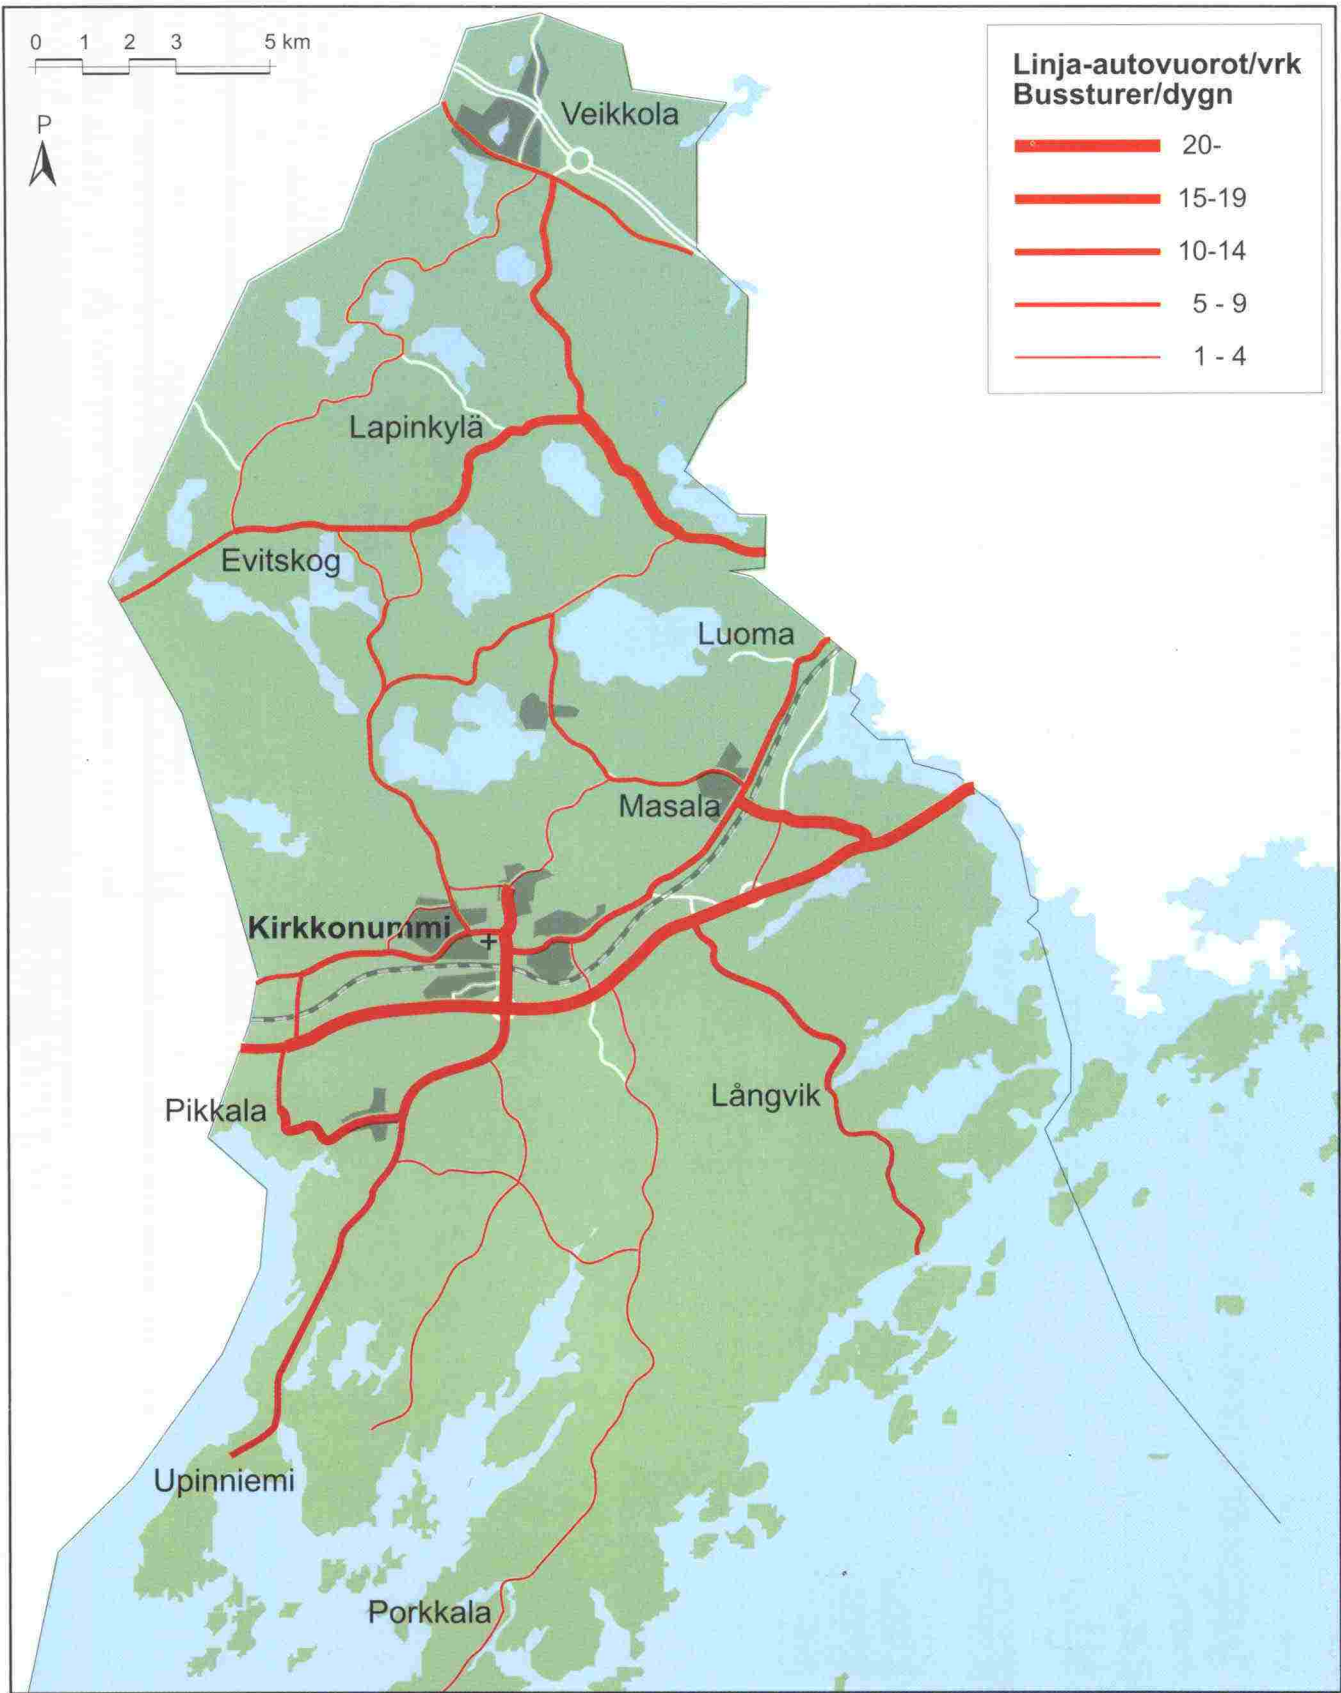 0 1 2 3 5 km
P
Linja-autovuorot/vrk
Bussturer/dygn
20-
15-19
10-14
5 - 9
1 - 4
Veikkola
Lapinkylä
Evitskog
Luoma
Masala
Kirkkonummi
Pikkala
Långvik
Upinniemi
Porkkala